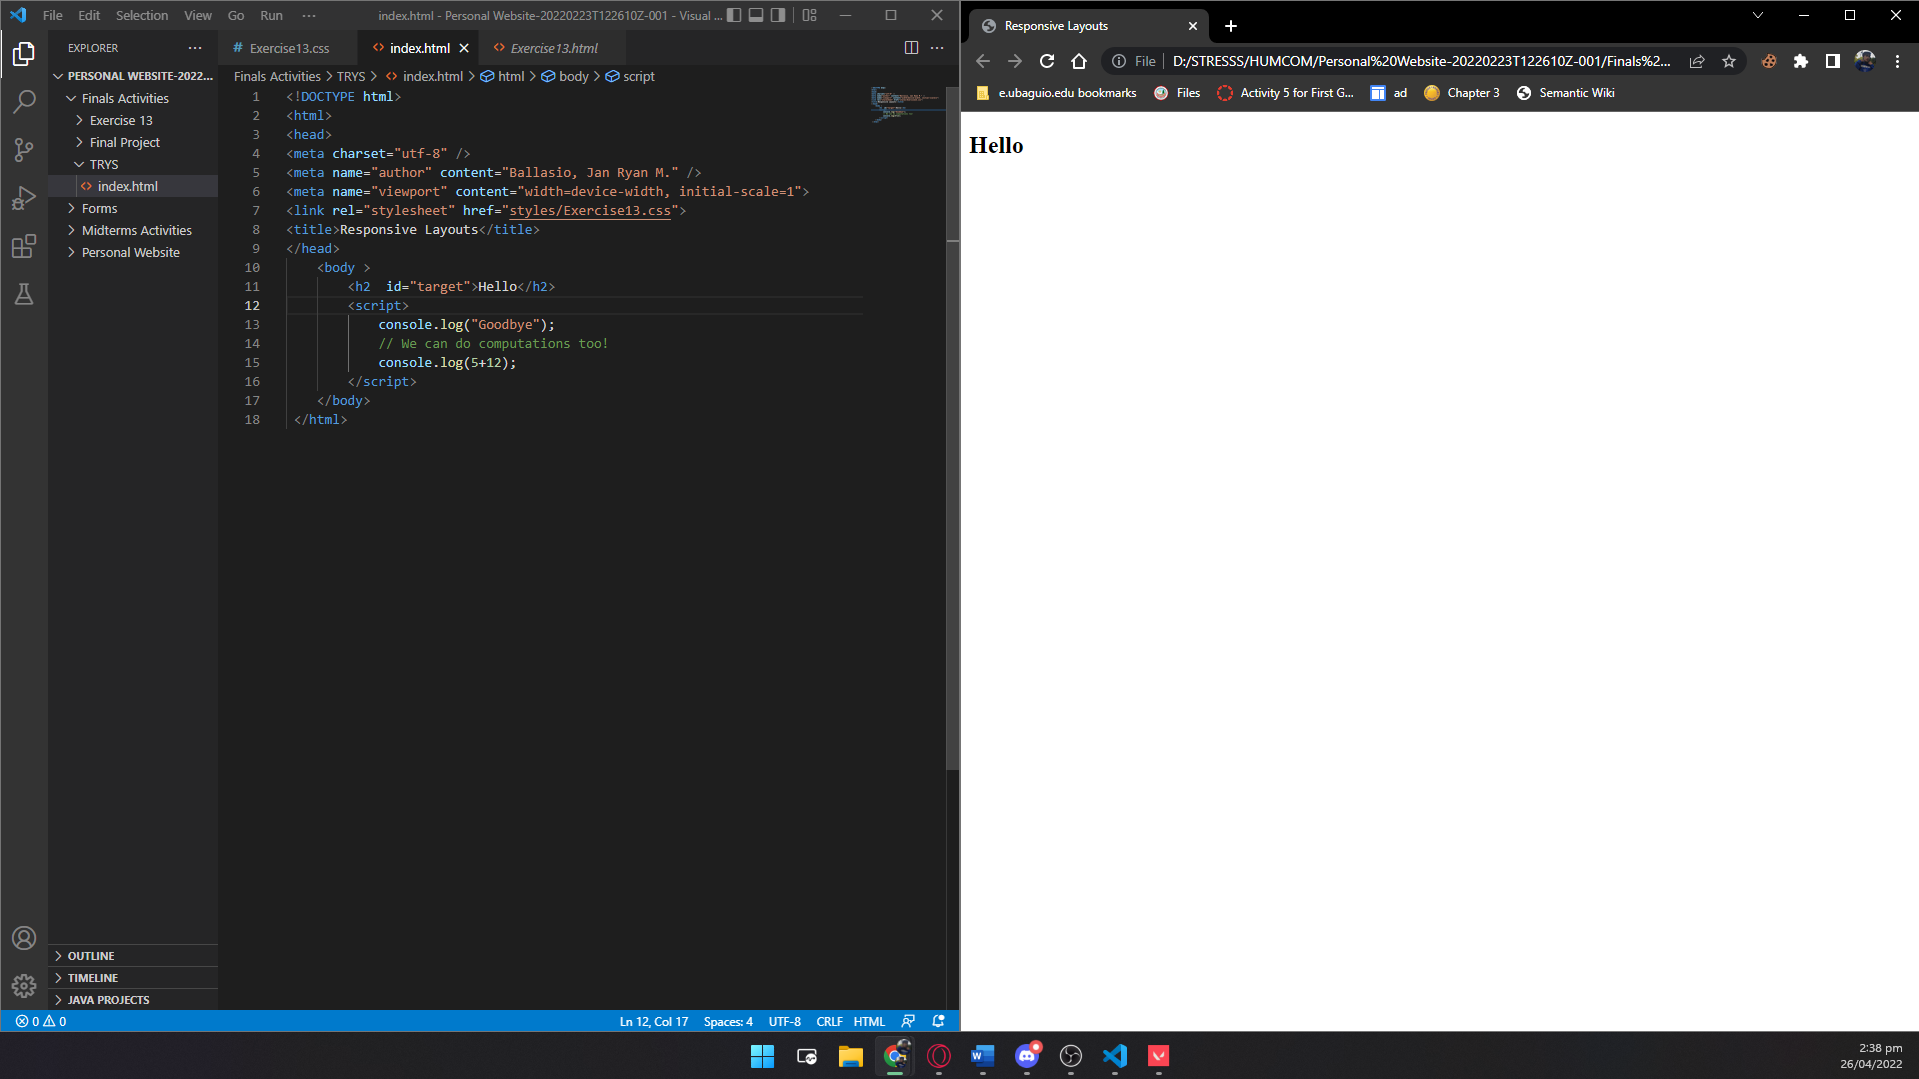 File Edit Selection View Go Run ··· index.html - Personal Website-20220223T122610Z-001 - Visual ...
EXPLORER ···
PERSONAL WEBSITE-2022...
Finals Activities
Exercise 13
Final Project
TRYS
index.html
Forms
Midterms Activities
Personal Website
OUTLINE
TIMELINE
JAVA PROJECTS
# Exercise13.css <> index.html <> Exercise13.html ···
Finals Activities > TRYS > <> index.html > html > body > script
1 <!DOCTYPE html>
2 <html>
3 <head>
4 <meta charset="utf-8" />
5 <meta name="author" content="Ballasio, Jan Ryan M." />
6 <meta name="viewport" content="width=device-width, initial-scale=1">
7 <link rel="stylesheet" href="styles/Exercise13.css">
8 <title>Responsive Layouts</title>
9 </head>
10 <body >
11 <h2  id="target">Hello</h2>
12 <script>
13 console.log("Goodbye");
14 // We can do computations too!
15 console.log(5+12);
16 </script>
17 </body>
18 </html>
0 0 Ln 12, Col 17 Spaces: 4 UTF-8 CRLF HTML
Responsive Layouts
File D:/STRESSS/HUMCOM/Personal%20Website-20220223T122610Z-001/Finals%2...
e.ubaguio.edu bookmarks Files Activity 5 for First G... ad Chapter 3 Semantic Wiki
Hello
2:38 pm
26/04/2022